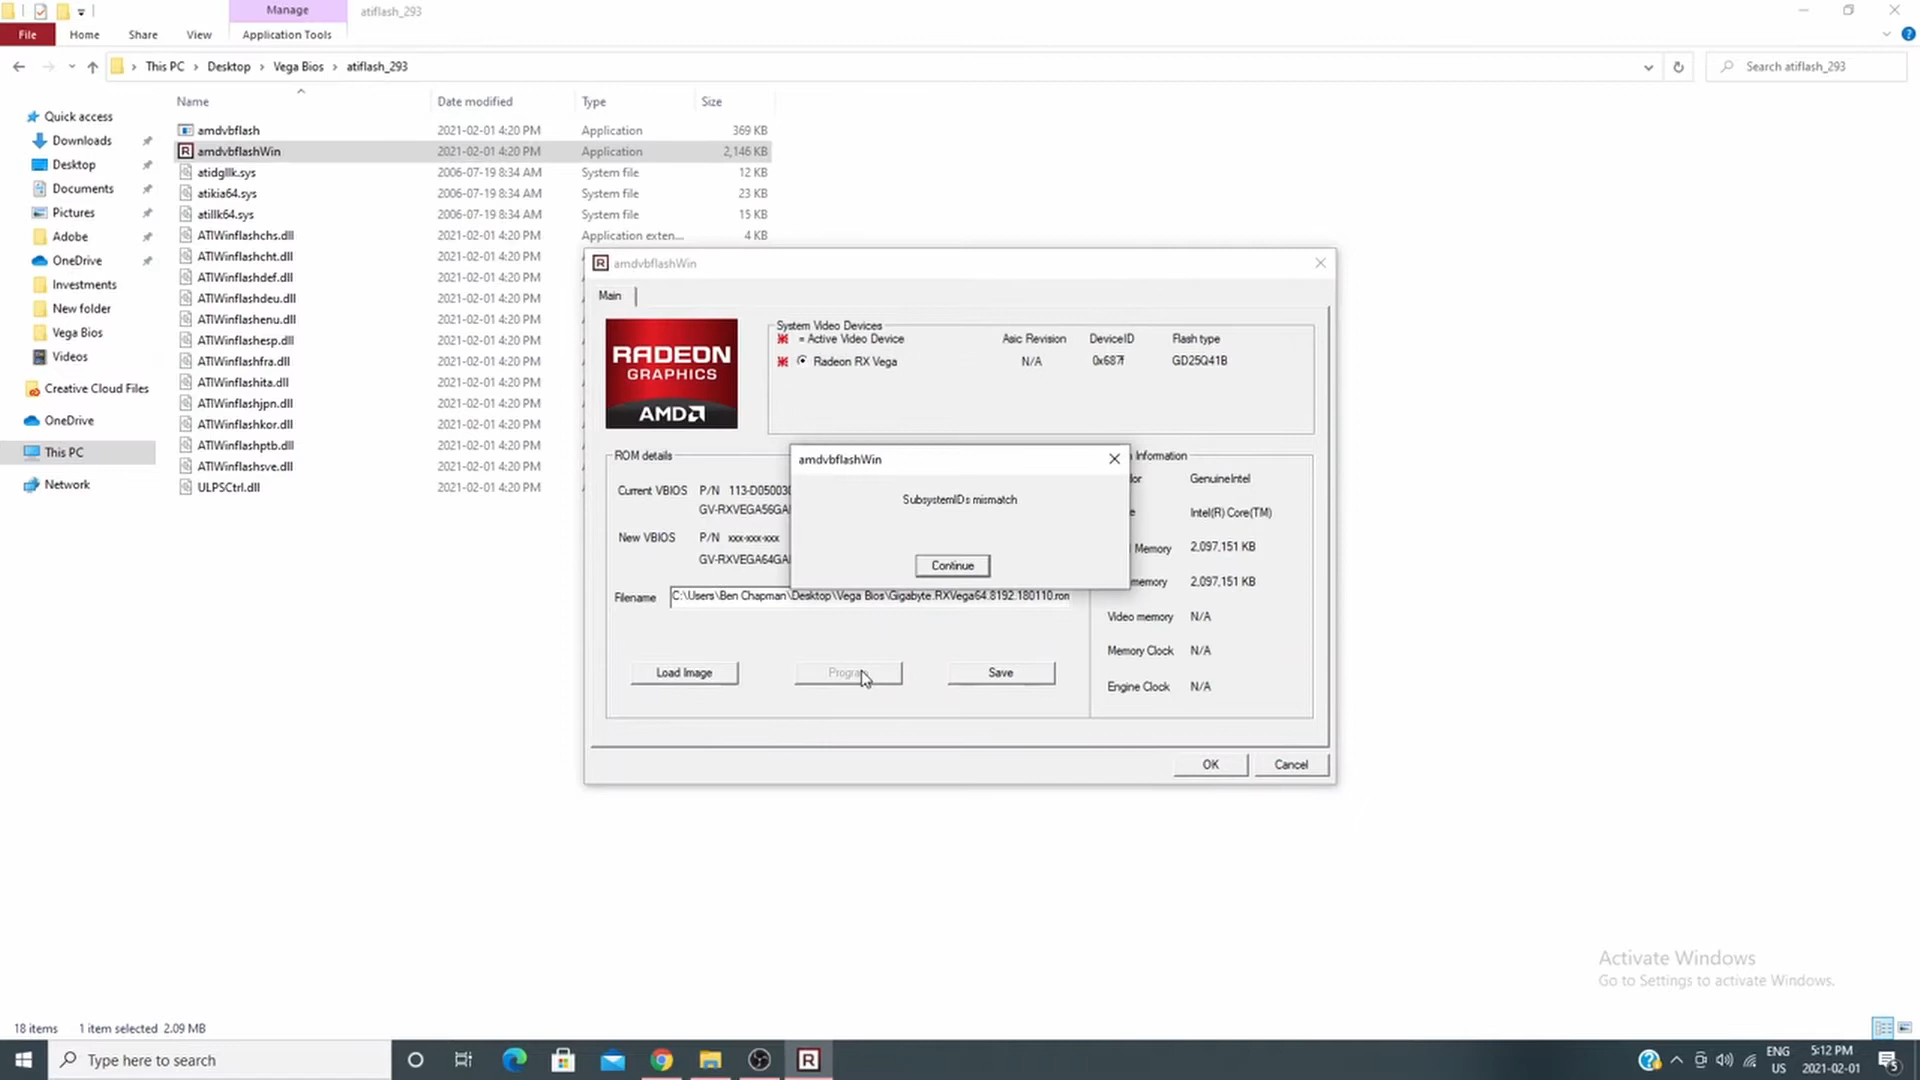 Manage
atiflash_293
File
Home
Share
View
Application Tools
This PC
Desktop
Vega Bios
atiflash_293
Search atiflash_293
Name
Date modified
Type
Size
Quick access
Downloads
Desktop
Documents
Pictures
Adobe
OneDrive
Investments
New folder
Vega Bios
Videos
Creative Cloud Files
OneDrive
This PC
Network
amdvbflash 2021-02-01 4:20 PM Application 369 KB
amdvbflashWin 2021-02-01 4:20 PM Application 2,146 KB
atidgllk.sys 2006-07-19 8:34 AM System file 12 KB
atikia64.sys 2006-07-19 8:34 AM System file 23 KB
atillk64.sys 2006-07-19 8:34 AM System file 15 KB
ATIWinflashchs.dll 2021-02-01 4:20 PM Application exten... 4 KB
ATIWinflashcht.dll 2021-02-01 4:20 PM
ATIWinflashdef.dll 2021-02-01 4:20 PM
ATIWinflashdeu.dll 2021-02-01 4:20 PM
ATIWinflashenu.dll 2021-02-01 4:20 PM
ATIWinflashesp.dll 2021-02-01 4:20 PM
ATIWinflashfra.dll 2021-02-01 4:20 PM
ATIWinflashita.dll 2021-02-01 4:20 PM
ATIWinflashjpn.dll 2021-02-01 4:20 PM
ATIWinflashkor.dll 2021-02-01 4:20 PM
ATIWinflashptb.dll 2021-02-01 4:20 PM
ATIWinflashsve.dll 2021-02-01 4:20 PM
ULPSCtrl.dll 2021-02-01 4:20 PM
R amdvbflashWin
Main
RADEON
GRAPHICS
AMD
System Video Devices
= Active Video Device Asic Revision DeviceID Flash type
Radeon RX Vega N/A 0x687f GD25Q41B
ROM details
Current VBIOS P/N 113-D050030
GV-RXVEGA56GA
New VBIOS P/N xxx-xxx-xxx
GV-RXVEGA64GA
Filename C:\Users\Ben Chapman\Desktop\Vega Bios\Gigabyte.RXVega64.8192.180110.rom
Load Image
Program
Save
amdvbflashWin
SubsystemIDs mismatch
Continue
Information
GenuineIntel
Intel(R) Core(TM)
Memory 2,097,151 KB
memory 2,097,151 KB
Video memory N/A
Memory Clock N/A
Engine Clock N/A
OK
Cancel
Activate Windows
Go to Settings to activate Windows.
18 items 1 item selected 2.09 MB
Type here to search
R
ENG
US
5:12 PM
2021-02-01
5